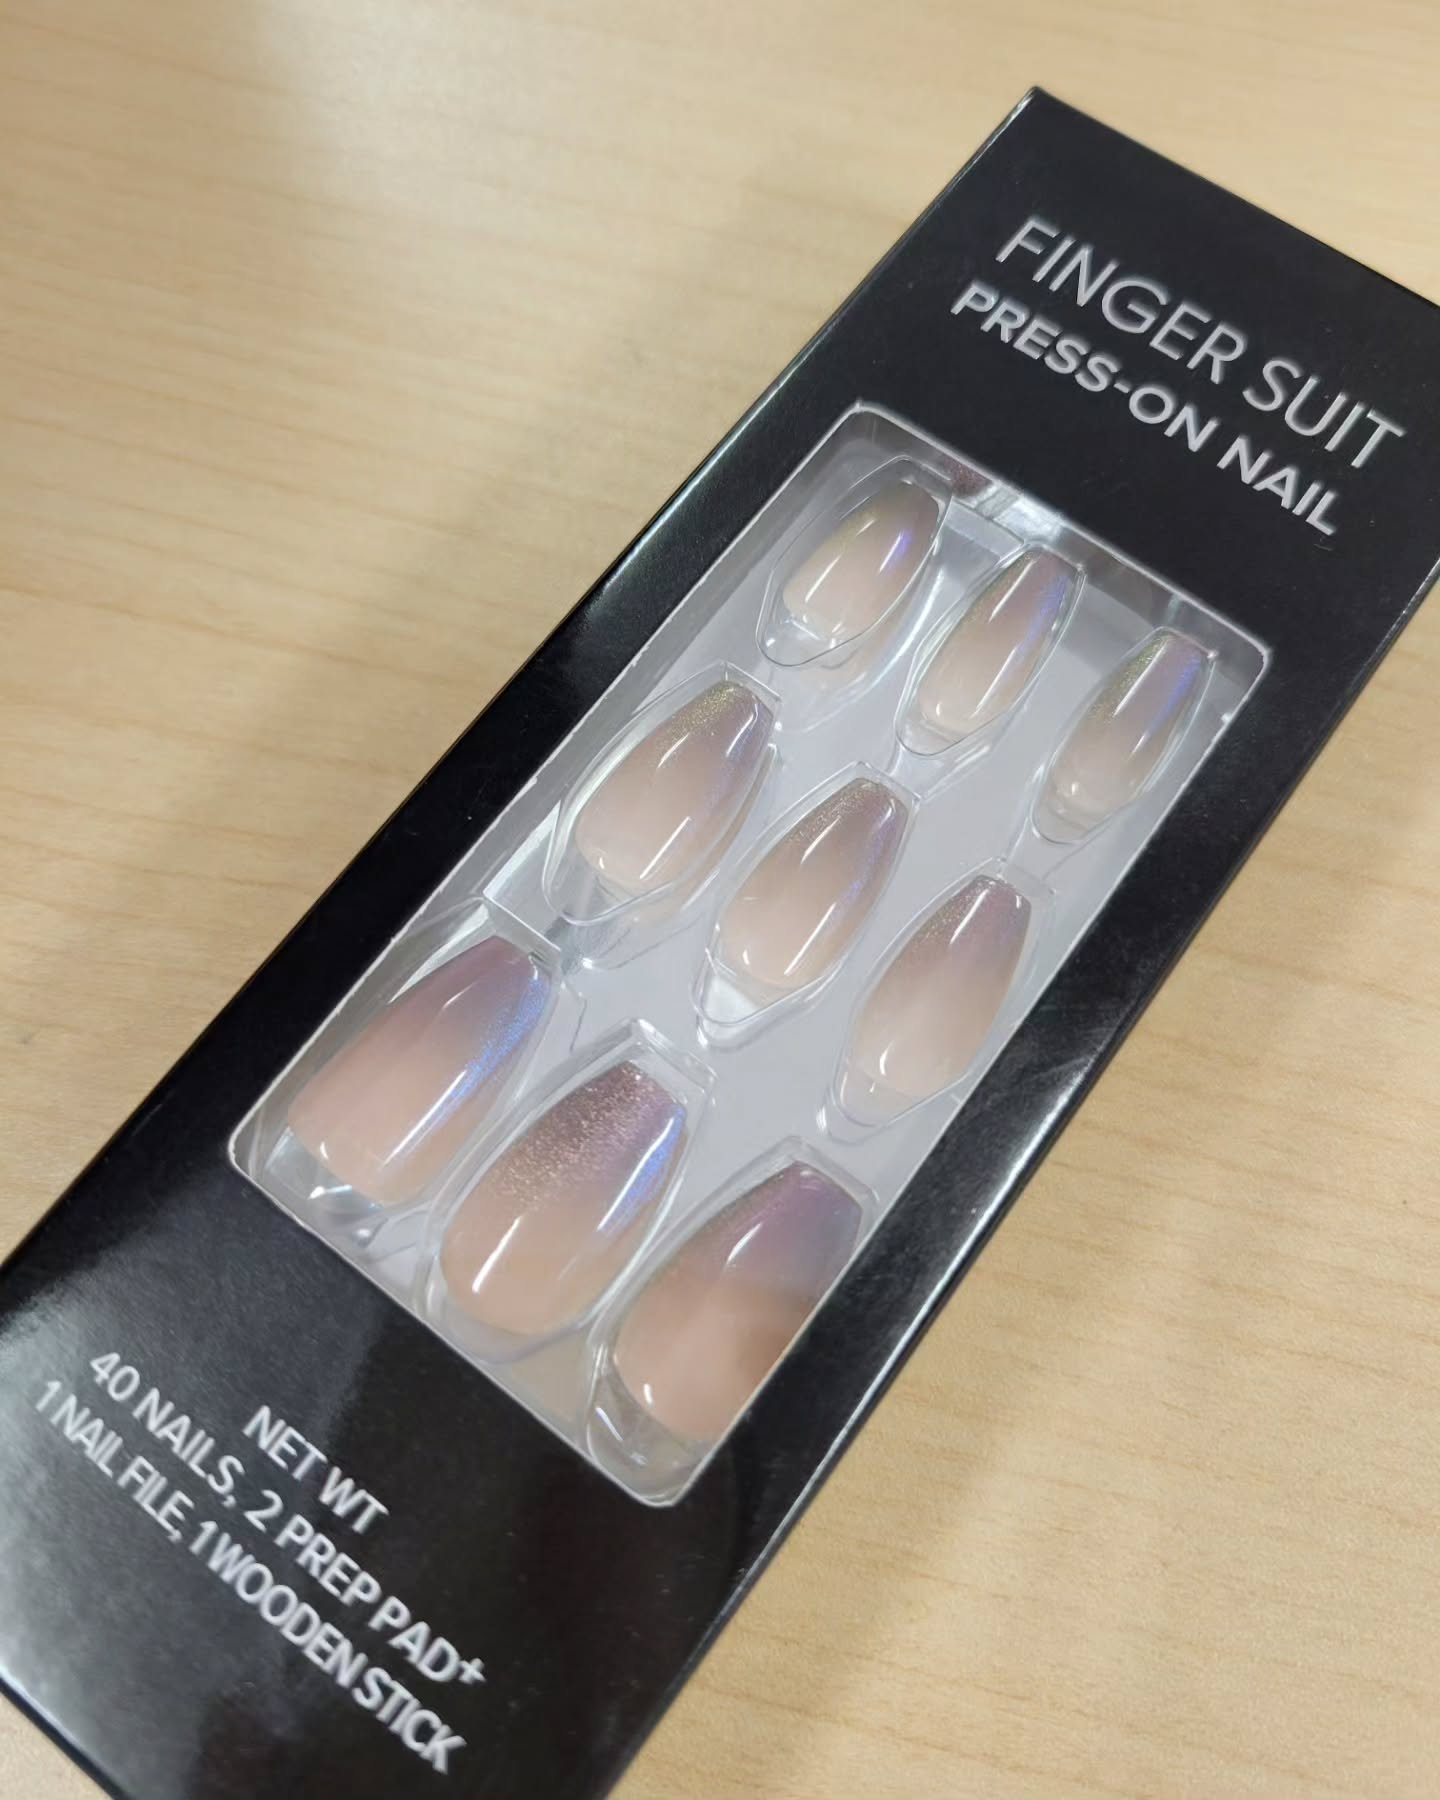 FINGER SUIT
PRESS-ON NAIL
NET WT
40 NAILS, 2 PREP PAD+
1 NAIL FILE, 1 WOODEN STICK